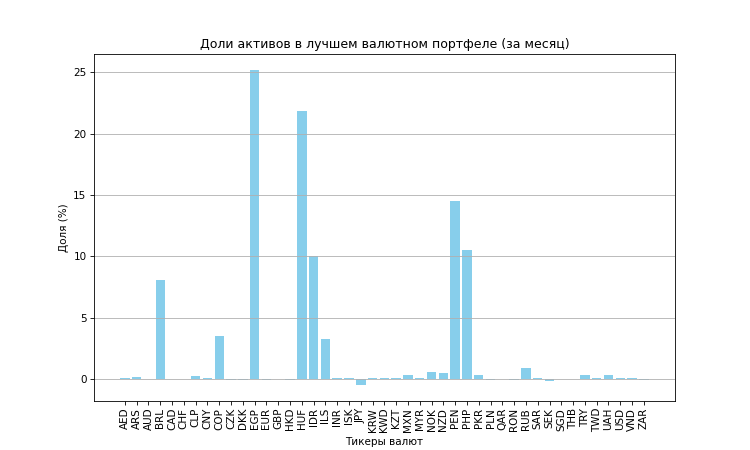 Доли активов в лучшем валютном портфеле (за месяц)
Доля (%)
25
20
15
10
5
0
AED ARS AUD BRL CAD CHF CLP CNY COP CZK DKK EGP EUR GBP HKD HUF IDR ILS INR ISK JPY KRW KWD KZT MXN MYR NOK NZD PEN PHP PKR PLN QAR RON RUB SAR SEK SGD THB TRY TWD UAH USD VND ZAR
Тикеры валют